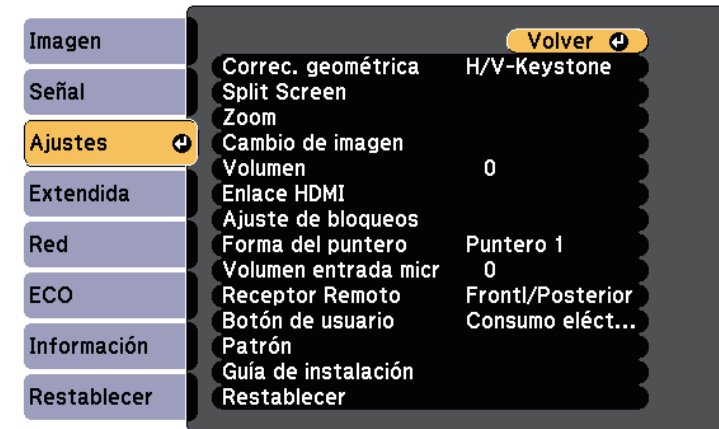 Imagen
Señal
Ajustes
Extendida
Red
ECO
Información
Restablecer
Volver
Correc. geométrica H/V-Keystone
Split Screen
Zoom
Cambio de imagen
Volumen 0
Enlace HDMI
Ajuste de bloqueos
Forma del puntero Puntero 1
Volumen entrada micr 0
Receptor Remoto Frontl/Posterior
Botón de usuario Consumo eléct...
Patrón
Guía de instalación
Restablecer